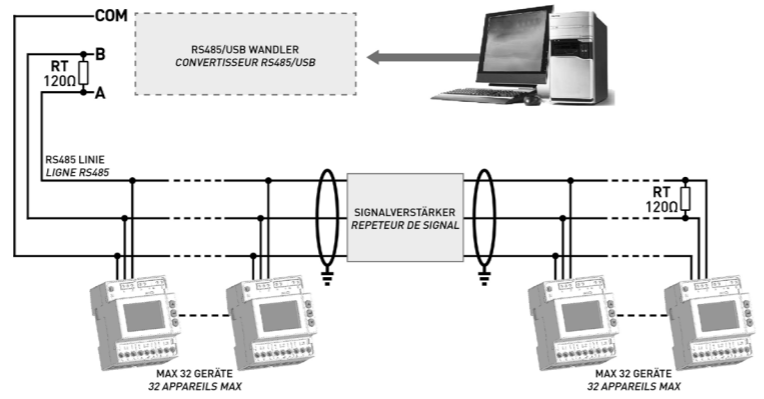 COM
B
RT
120Ω
A
RS485/USB WANDLER
CONVERTISSEUR RS485/USB
RS485 LINIE
LIGNE RS485
SIGNALVERSTÄRKER
REPETEUR DE SIGNAL
RT
120Ω
MAX 32 GERÄTE
32 APPAREILS MAX
MAX 32 GERÄTE
32 APPAREILS MAX